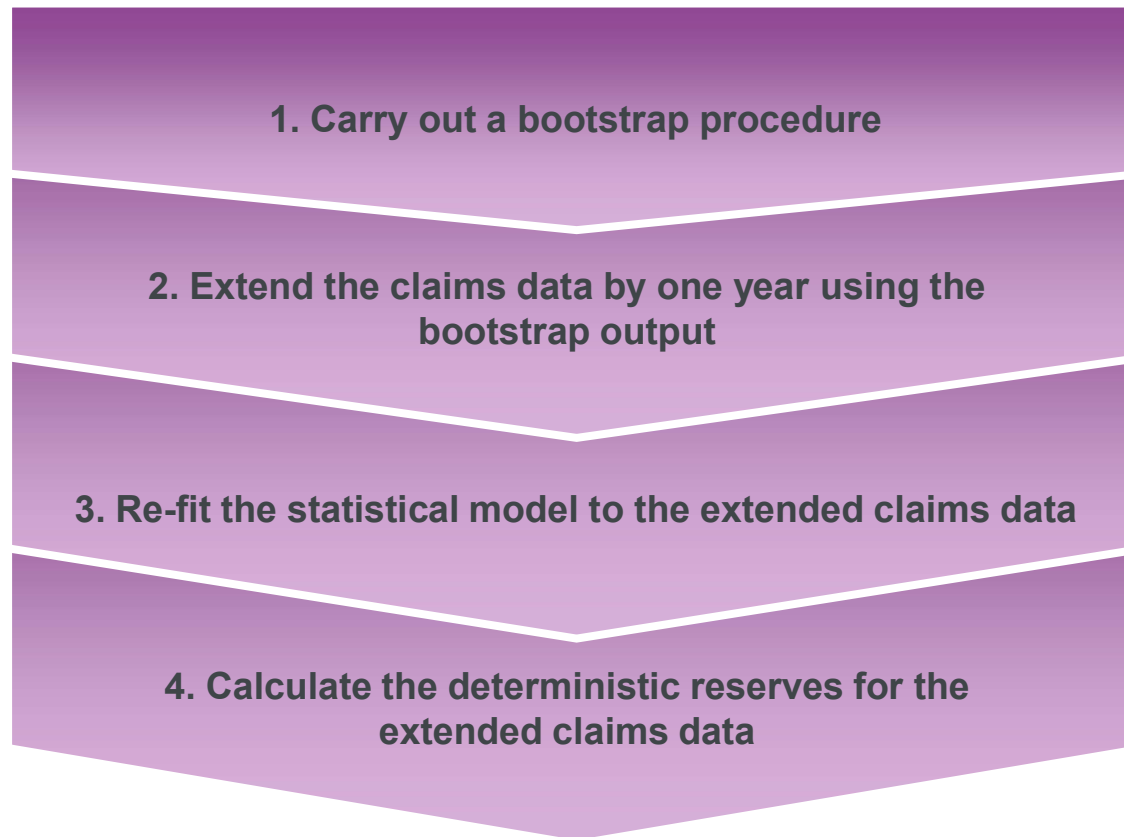 1. Carry out a bootstrap procedure
2. Extend the claims data by one year using the
bootstrap output
3. Re-fit the statistical model to the extended claims data
4. Calculate the deterministic reserves for the
extended claims data